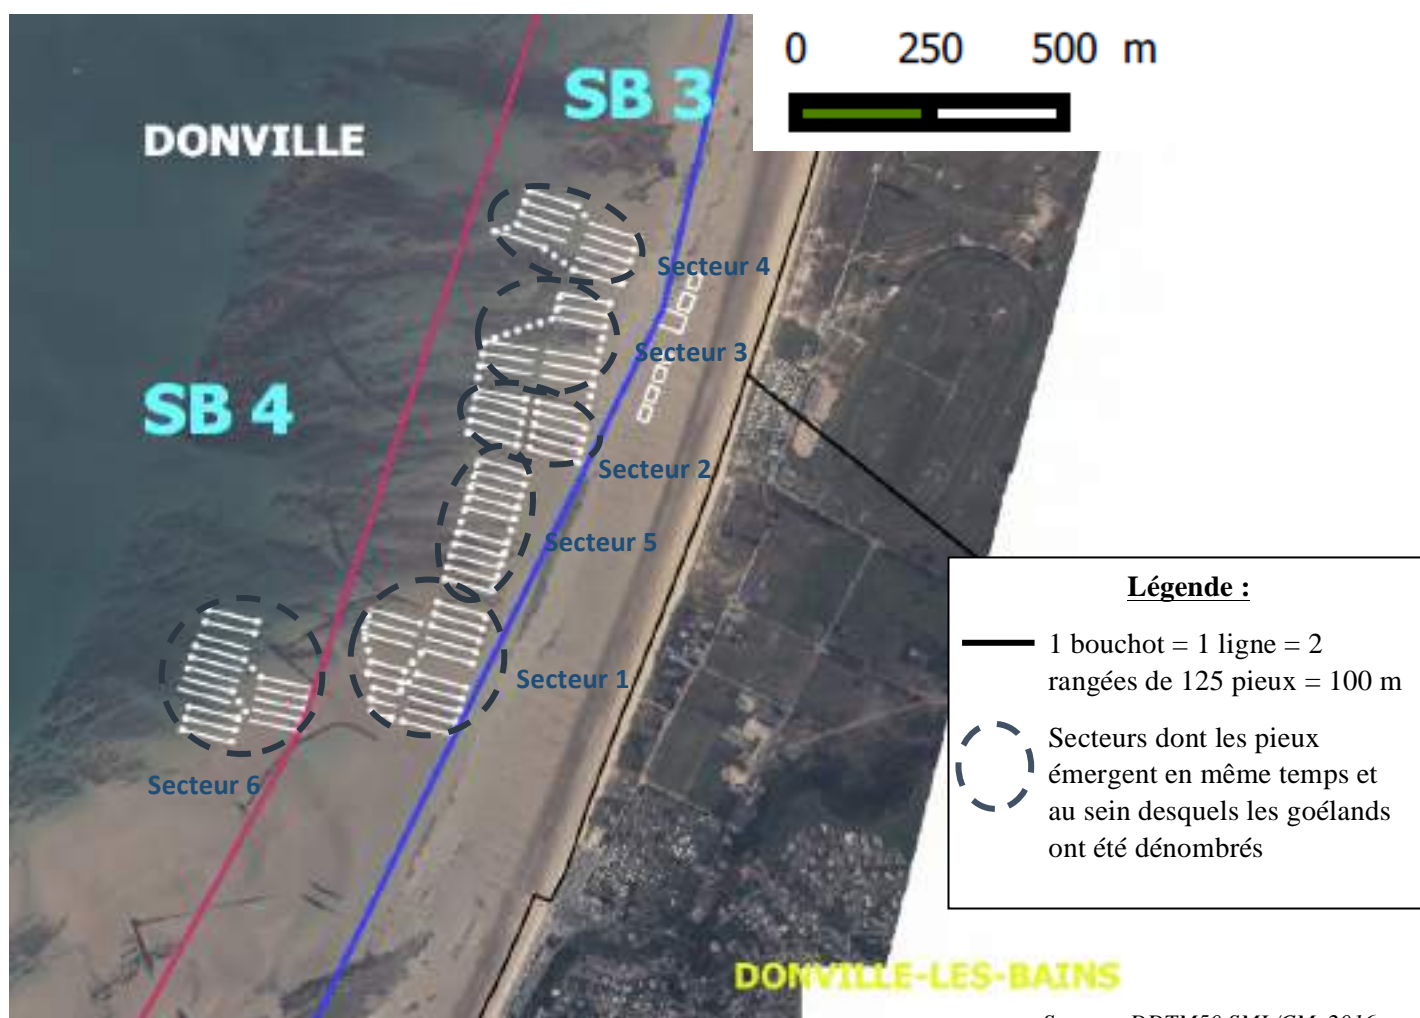 0 250 500 m
SB 3
DONVILLE
Secteur 4
Secteur 3
SB 4
Secteur 2
Secteur 5
Secteur 1
Secteur 6
Légende :
1 bouchot = 1 ligne = 2
rangées de 125 pieux = 100 m
Secteurs dont les pieux
émergent en même temps et
au sein desquels les goélands
ont été dénombrés
DONVILLE-LES-BAINS